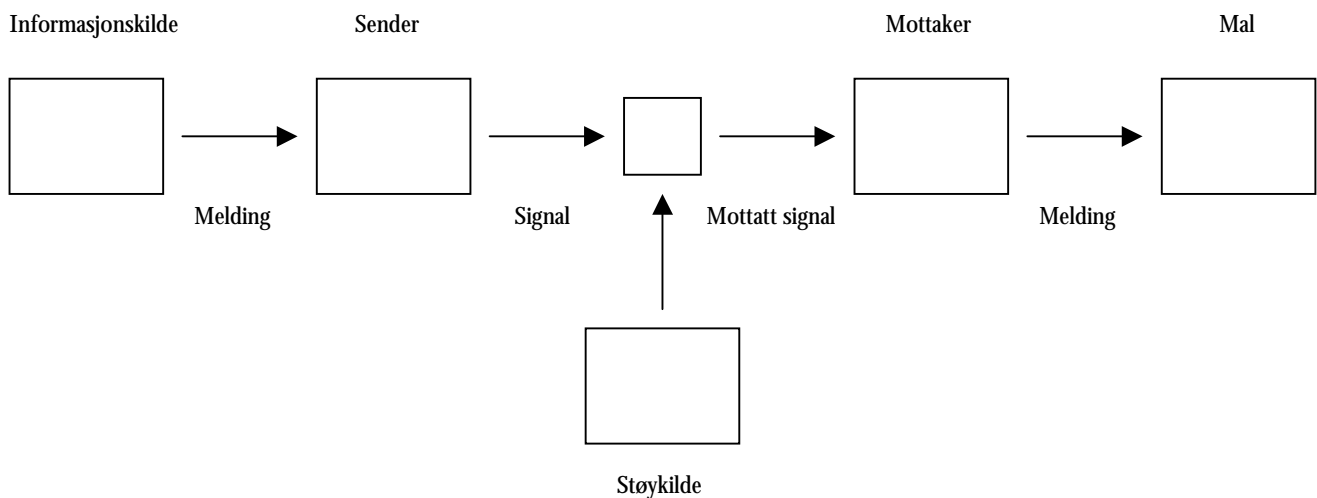 Informasjonskilde
Sender
Mottaker
Mal
Melding
Signal
Mottatt signal
Melding
Støykilde